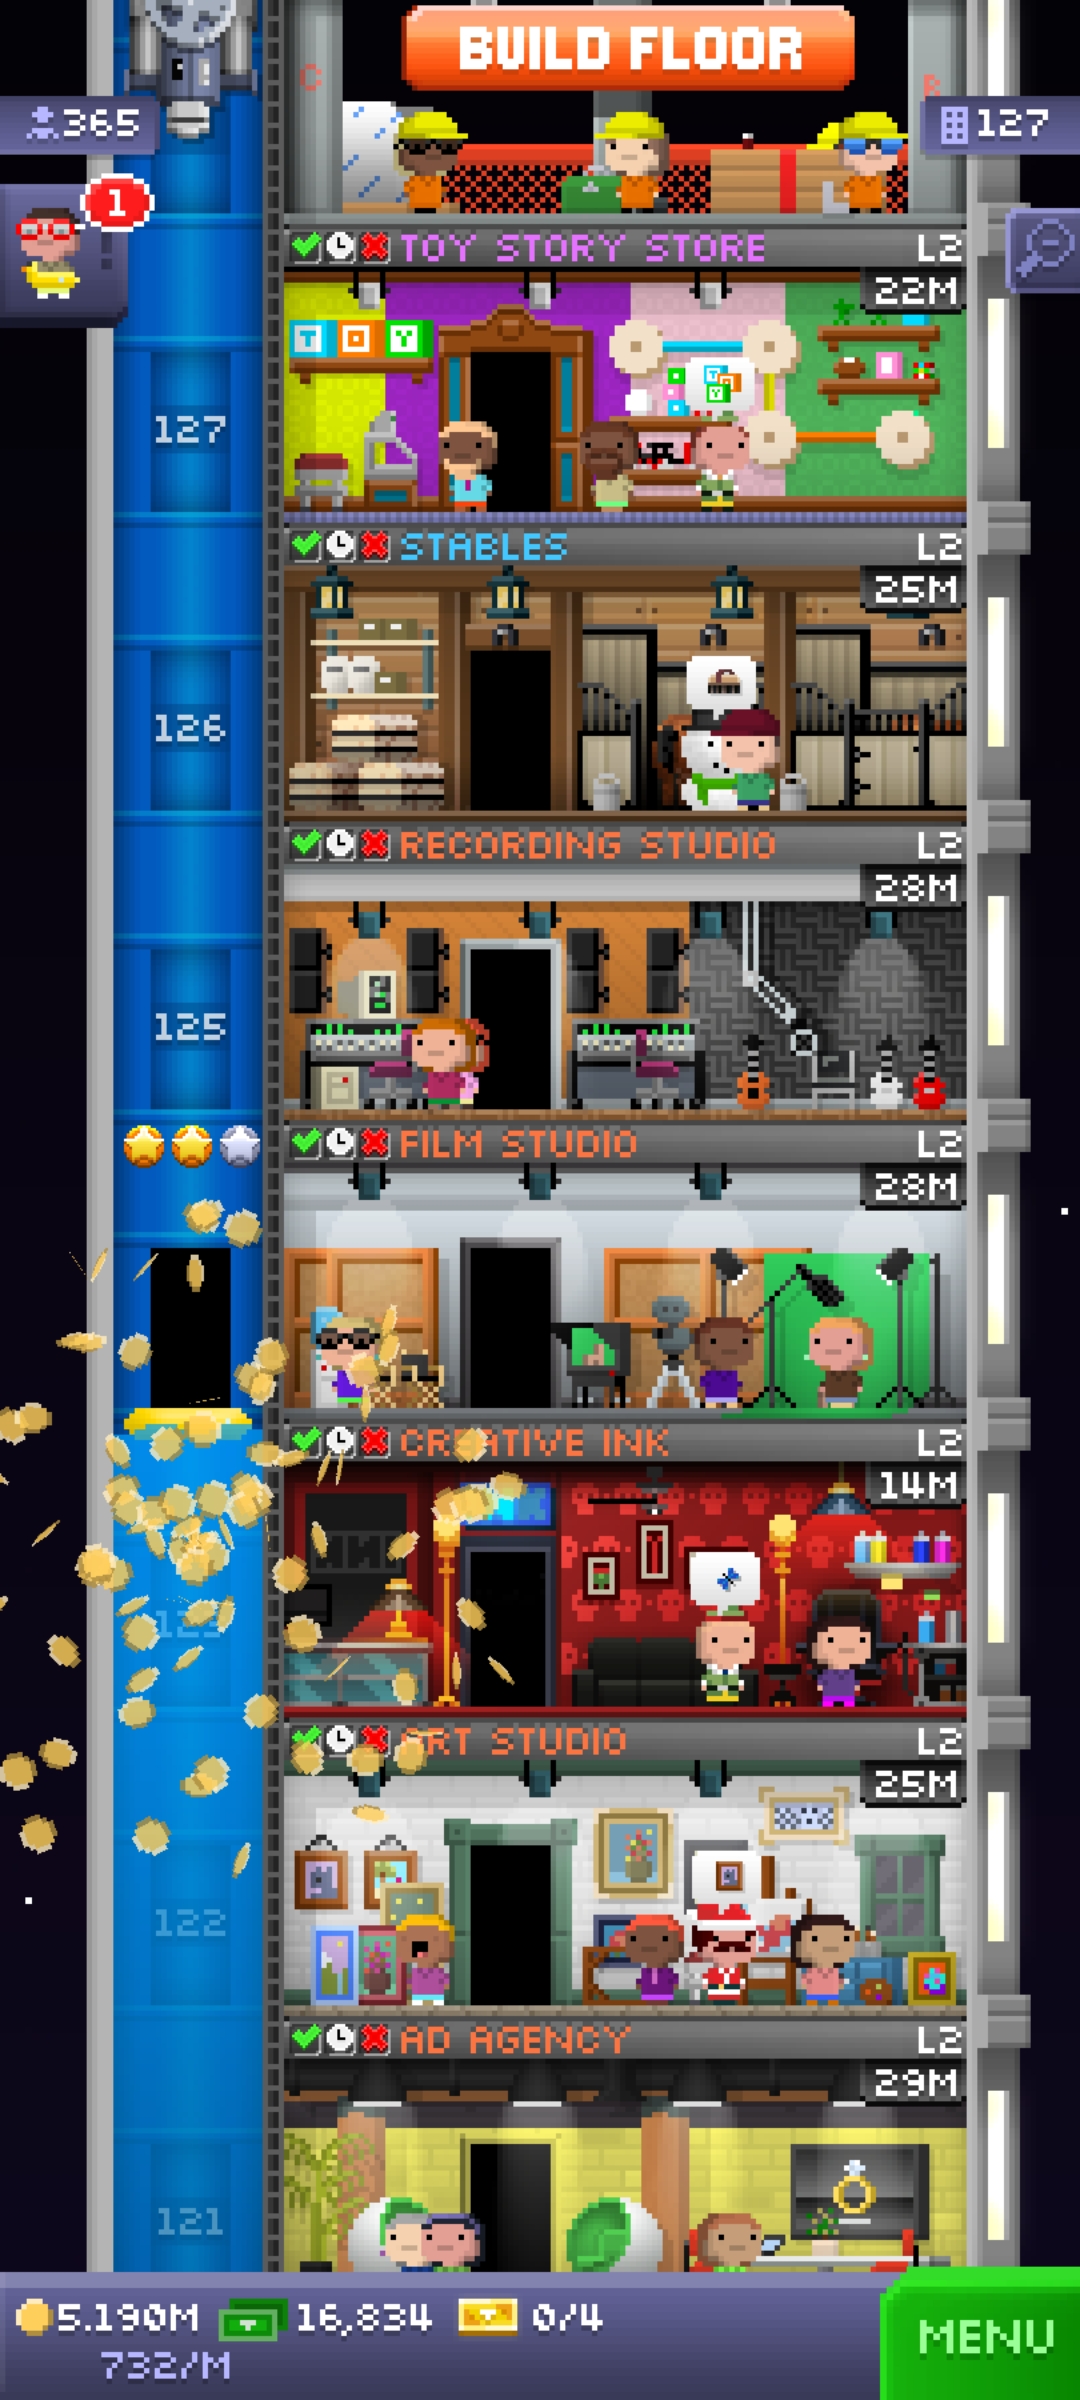 BUILD FLOOR
C
R
365
127
1
TOY STORY STORE L2
22M
T O Y
127
STABLES L2
25M
126
RECORDING STUDIO L2
28M
125
FILM STUDIO L2
28M
CREATIVE INK L2
14M
123
ART STUDIO L2
25M
122
AD AGENCY L2
29M
121
5.190M 16,834 0/4
732/M
MENU